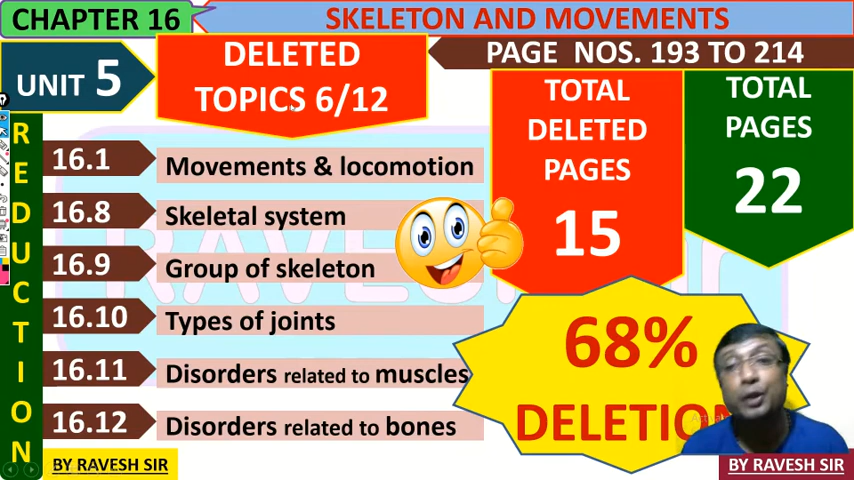 CHAPTER 16
SKELETON AND MOVEMENTS
UNIT 5
DELETED
TOPICS 6/12
PAGE NOS. 193 TO 214
TOTAL
DELETED
PAGES
15
TOTAL
PAGES
22
REDUCTION
16.1 Movements & locomotion
16.8 Skeletal system
16.9 Group of skeleton
16.10 Types of joints
16.11 Disorders related to muscles
16.12 Disorders related to bones
68%
DELETION
BY RAVESH SIR
BY RAVESH SIR